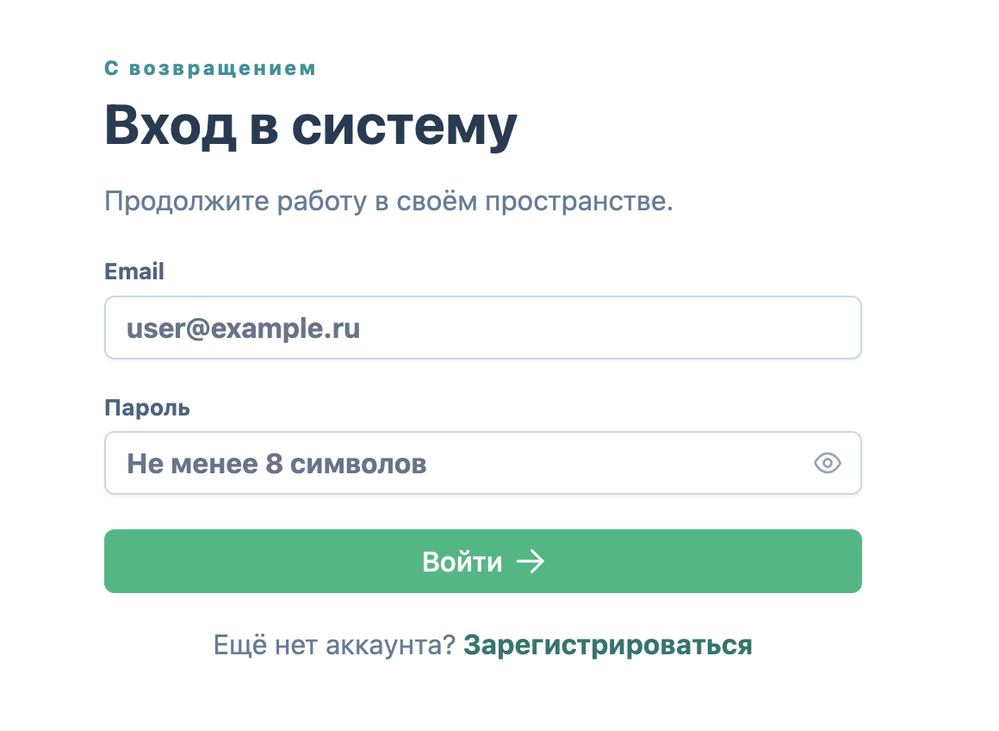 С возвращением
Вход в систему
Продолжите работу в своём пространстве.
Email
user@example.ru
Пароль
Не менее 8 символов
Войти →
Ещё нет аккаунта? Зарегистрироваться